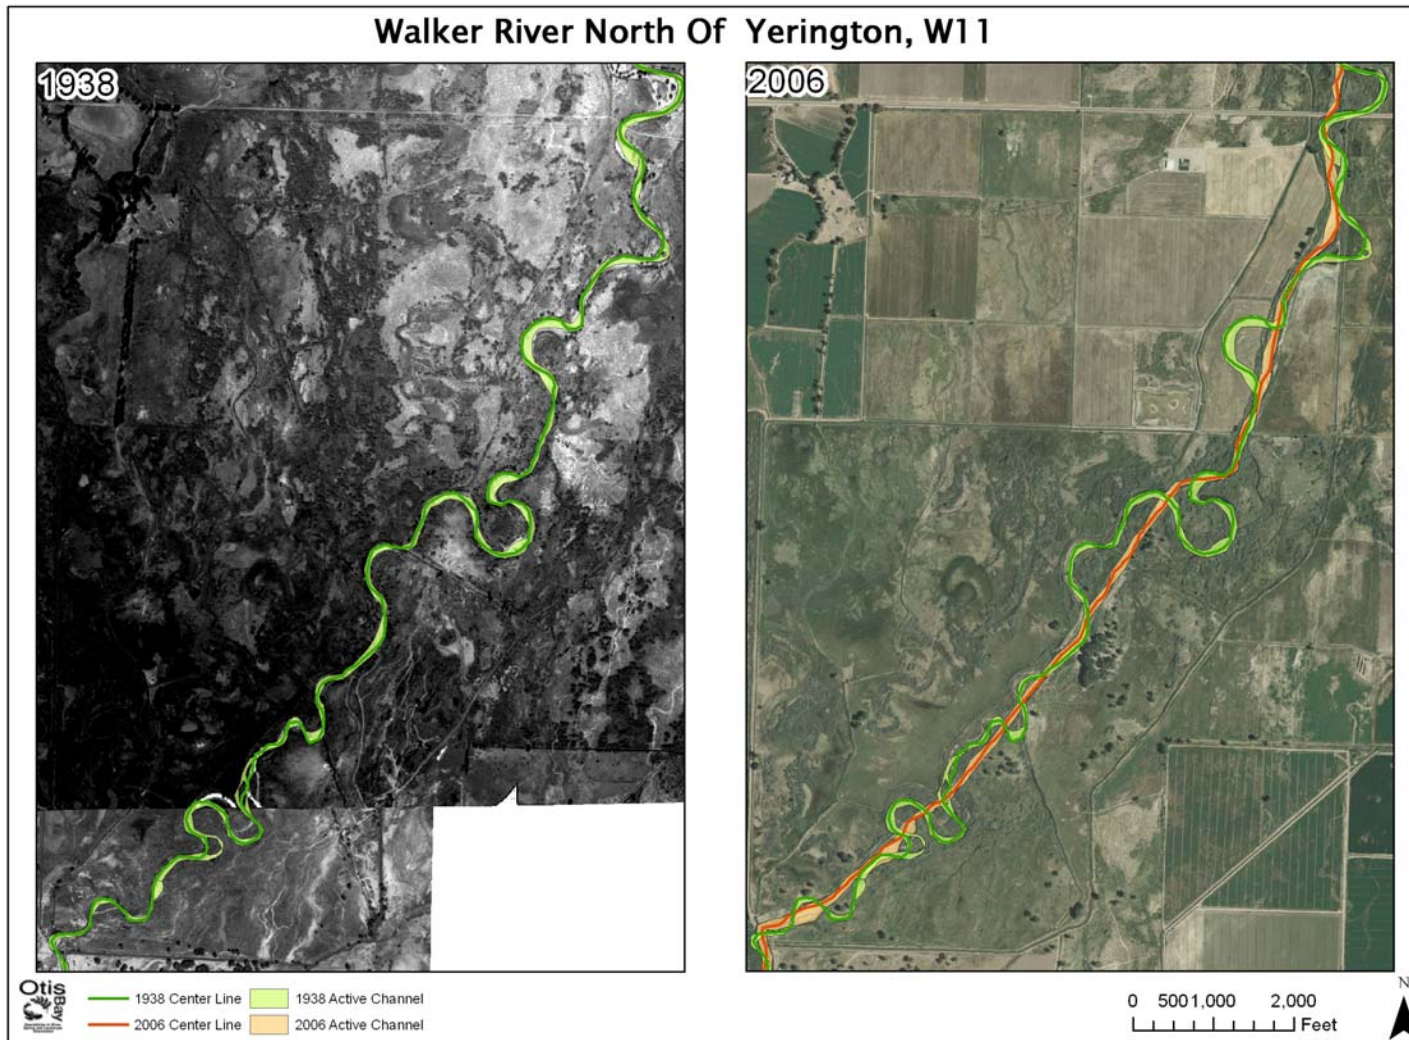 Walker River North Of Yerington, W11
1938
2006
Otis
Bay
1938 Center Line
1938 Active Channel
2006 Center Line
2006 Active Channel
0 500 1,000 2,000
Feet
N